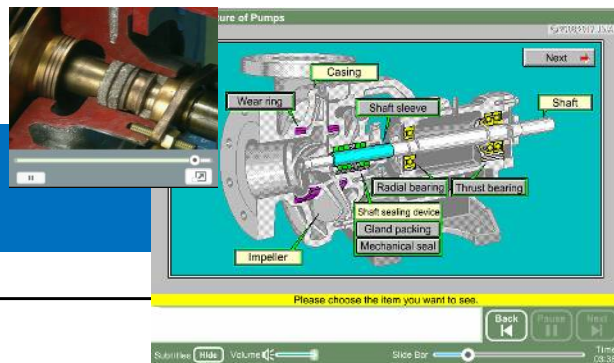 ure of Pumps
Next
Casing
Wear ring
Shaft sleeve
Shaft
Radial bearing
Thrust bearing
Shaft sealing device
Gland packing
Mechanical seal
Impeller
Please choose the item you want to see.
Back
Pause
Next
Subtitles
Hide
Volume
Slide Bar
Time